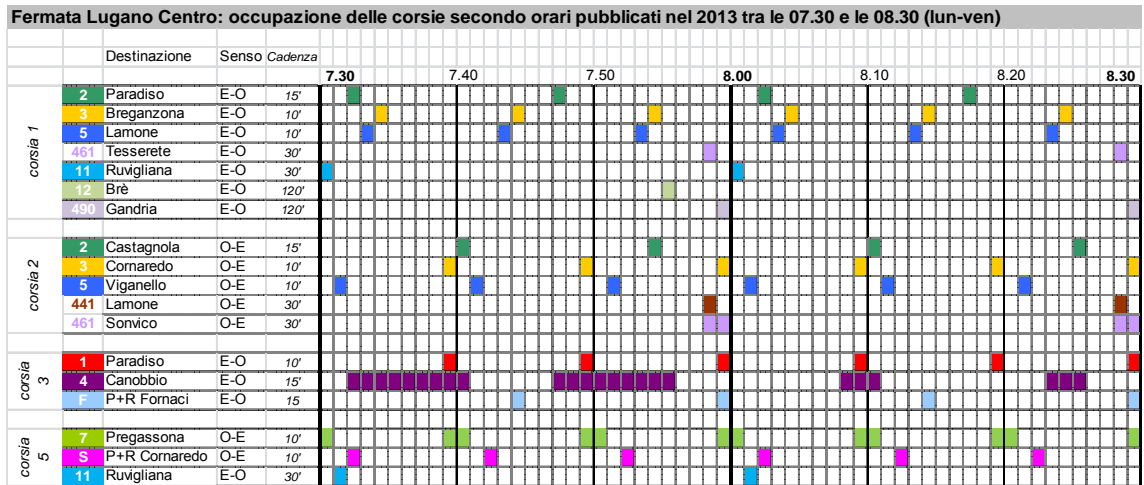 Fermata Lugano Centro: occupazione delle corsie secondo orari pubblicati nel 2013 tra le 07.30 e le 08.30 (lun-ven)
Destinazione Senso Cadenza
7.30 7.40 7.50 8.00 8.10 8.20 8.30
corsia 1
2 Paradiso E-O 15'
3 Breganzona E-O 10'
5 Lamone E-O 10'
461 Tesserete E-O 30'
11 Ruvigliana E-O 30'
12 Brè E-O 120'
490 Gandria E-O 120'
corsia 2
2 Castagnola O-E 15'
3 Cornaredo O-E 10'
5 Viganello O-E 10'
441 Lamone O-E 30'
461 Sonvico O-E 30'
corsia 3
1 Paradiso E-O 10'
4 Canobbio E-O 15'
F P+R Fornaci E-O 15
corsia 5
7 Pregassona O-E 10'
S P+R Cornaredo O-E 10'
11 Ruvigliana E-O 30'